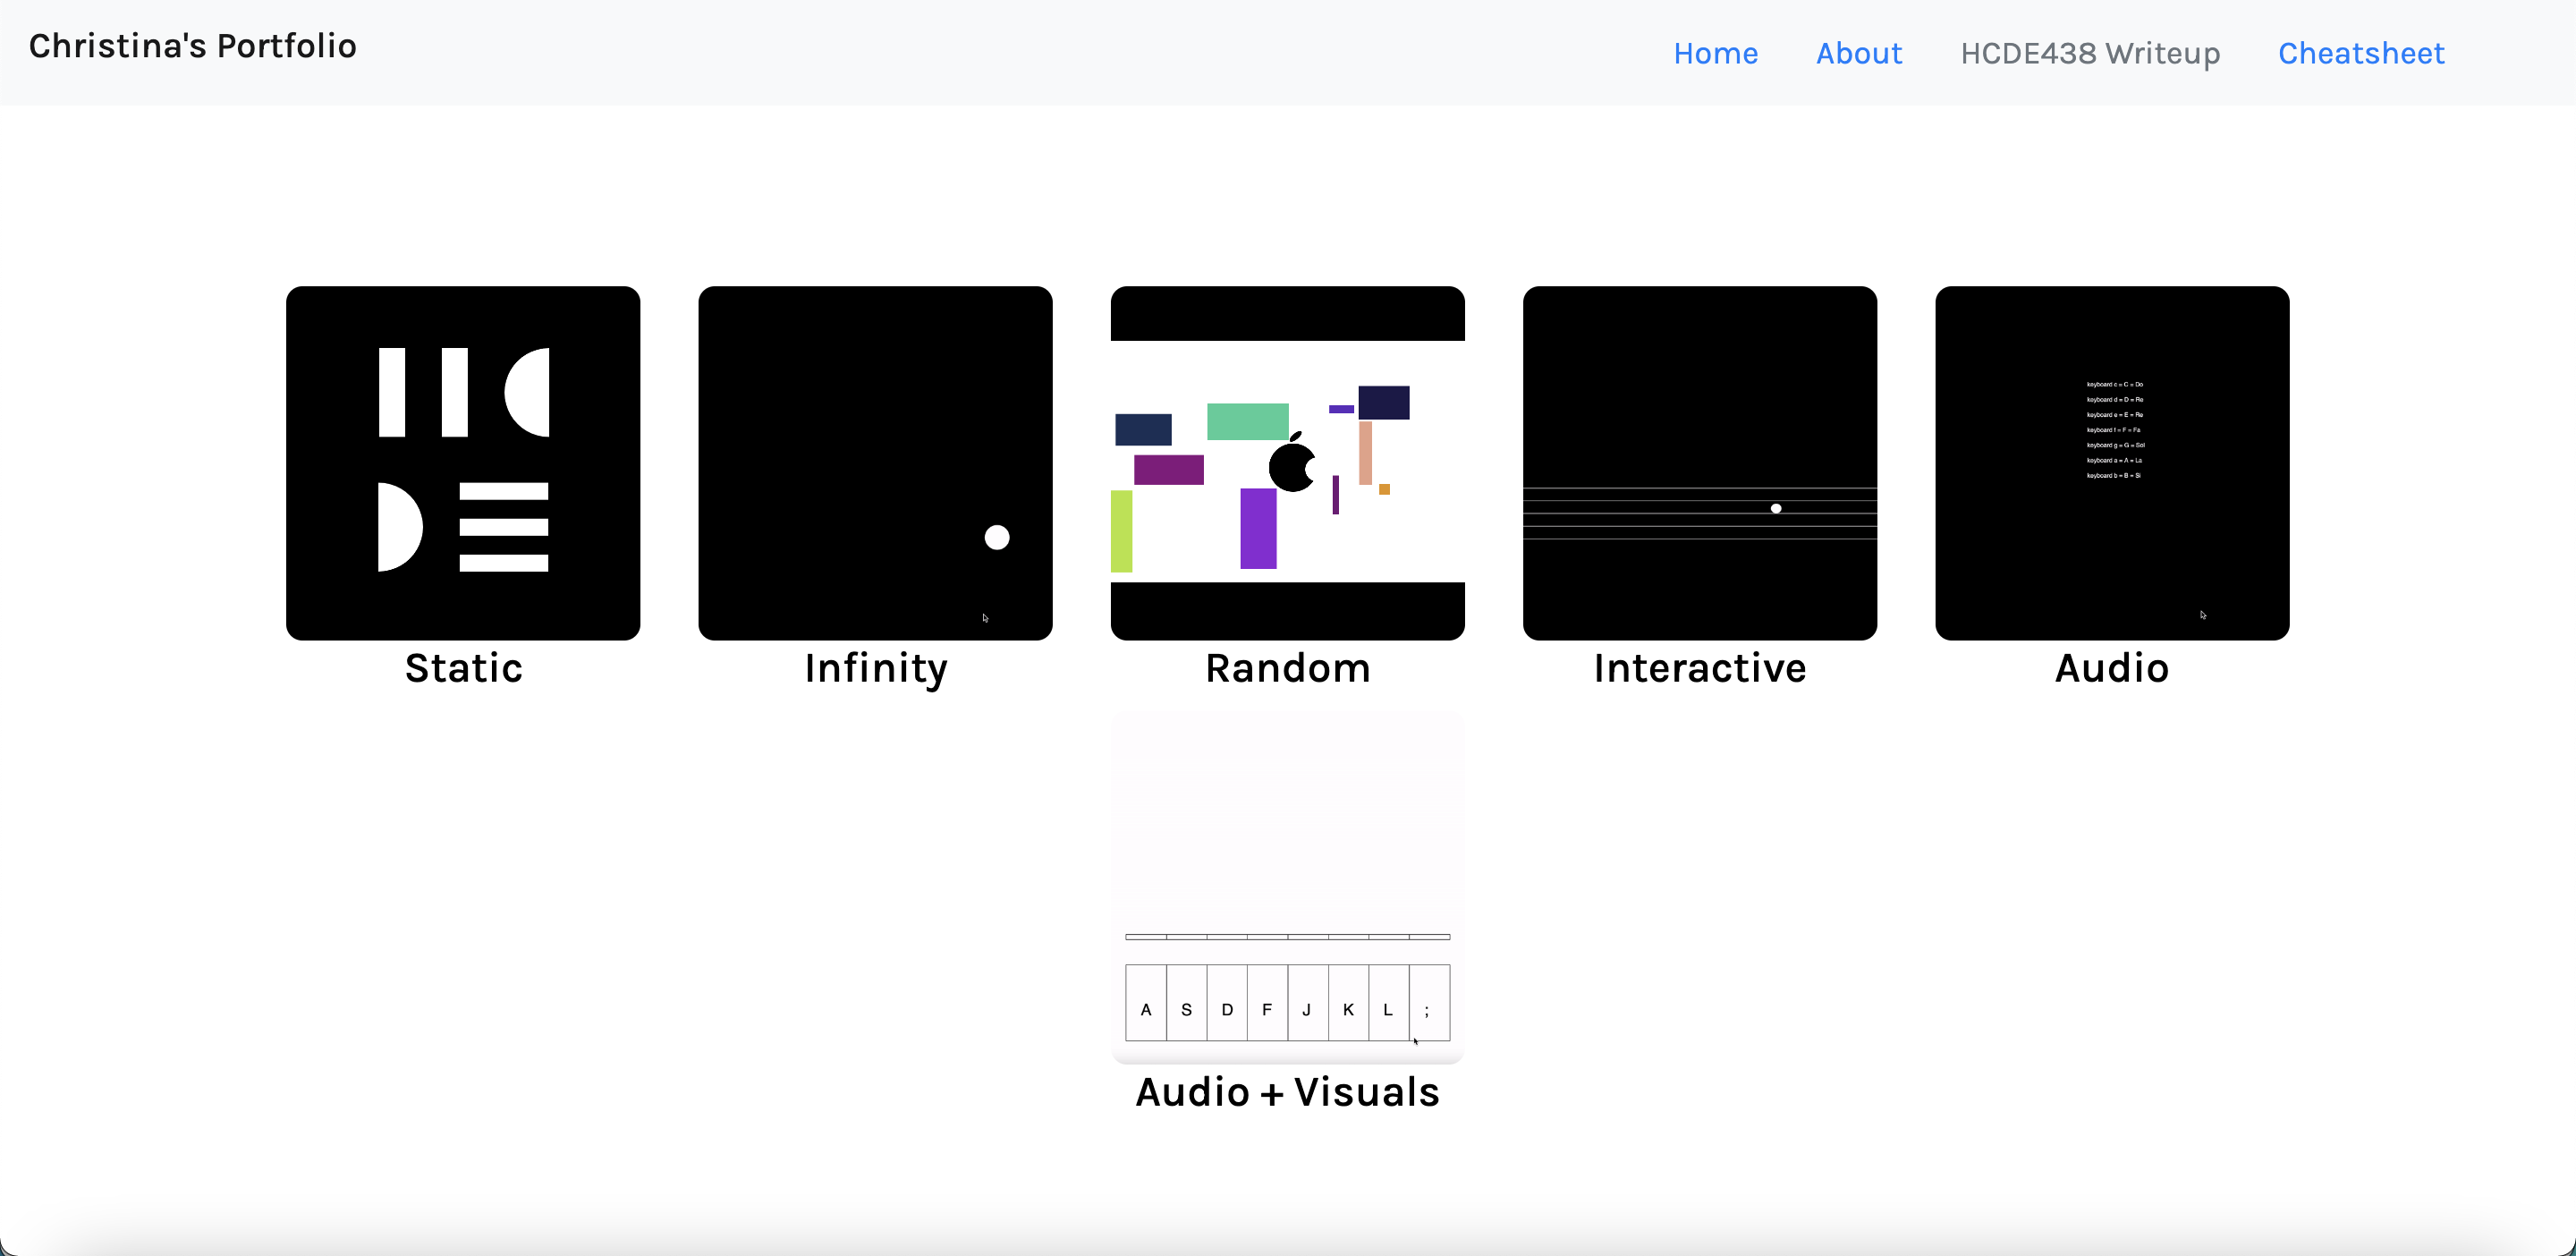 Christina's Portfolio
Home About HCDE438 Writeup Cheatsheet
HCDE
keyboard c = C = Do
keyboard d = D = Re
keyboard e = E = Re
keyboard f = F = Fa
keyboard g = G = Sol
keyboard a = A = La
keyboard b = B = Si
Static Infinity Random Interactive Audio
A S D F J K L ;
Audio + Visuals